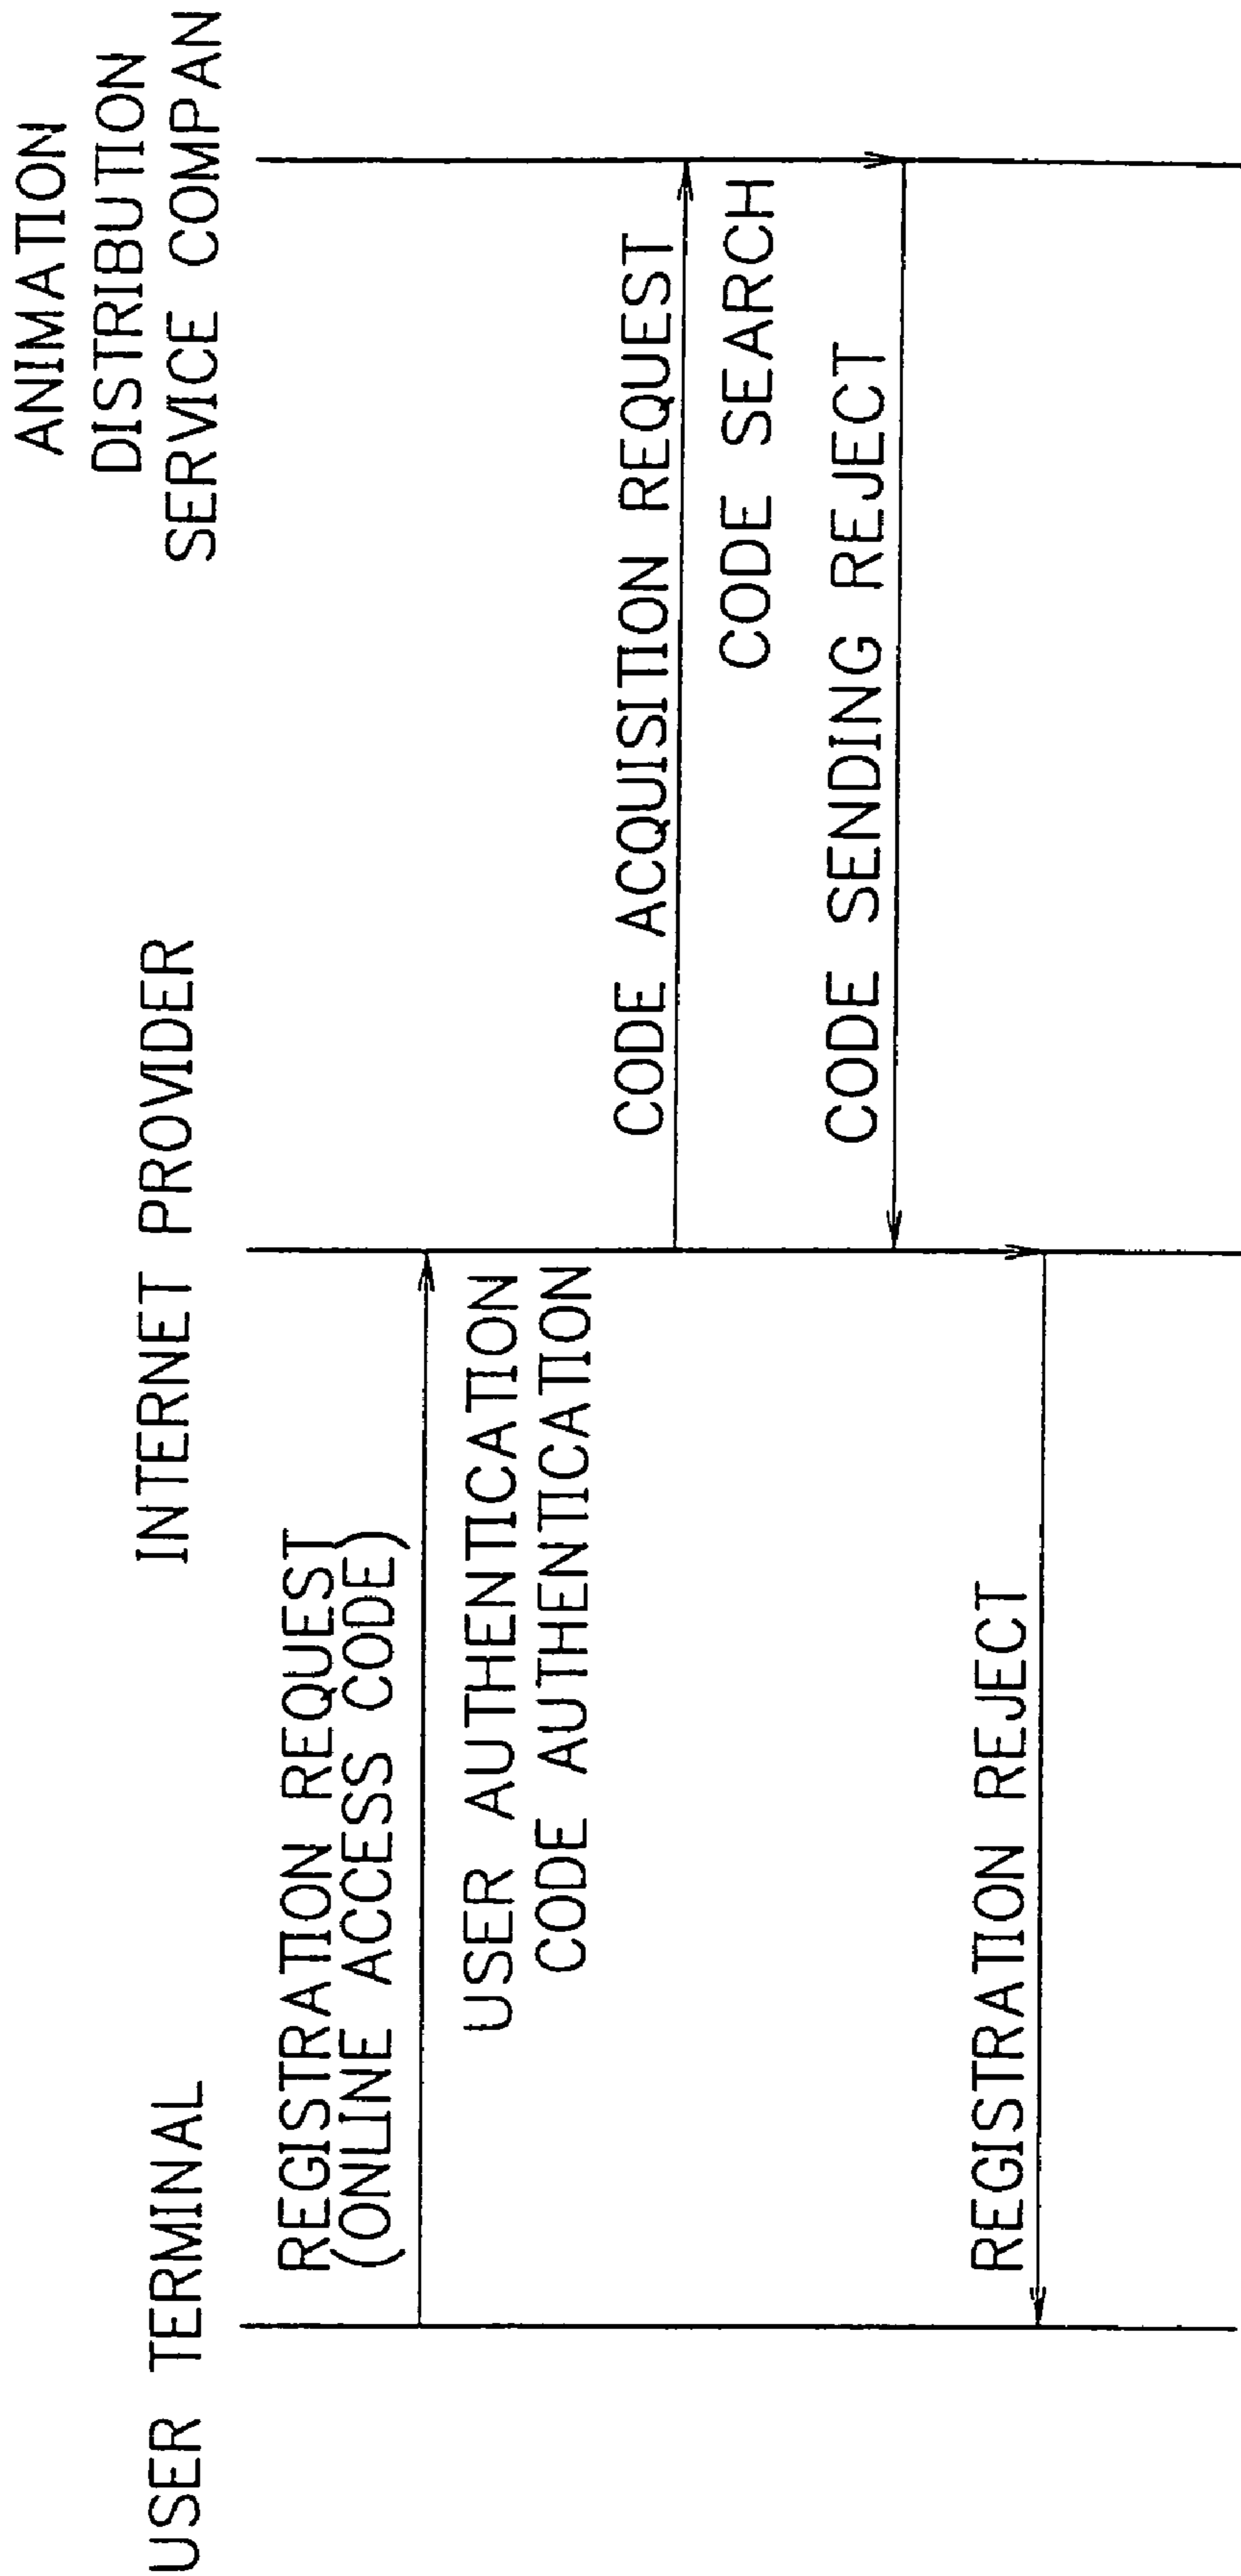 USER TERMINAL
INTERNET PROVIDER
ANIMATION
DISTRIBUTION
SERVICE COMPAN
REGISTRATION REQUEST
(ONLINE ACCESS CODE)
USER AUTHENTICATION
CODE AUTHENTICATION
CODE ACQUISITION REQUEST
CODE SEARCH
CODE SENDING REJECT
REGISTRATION REJECT